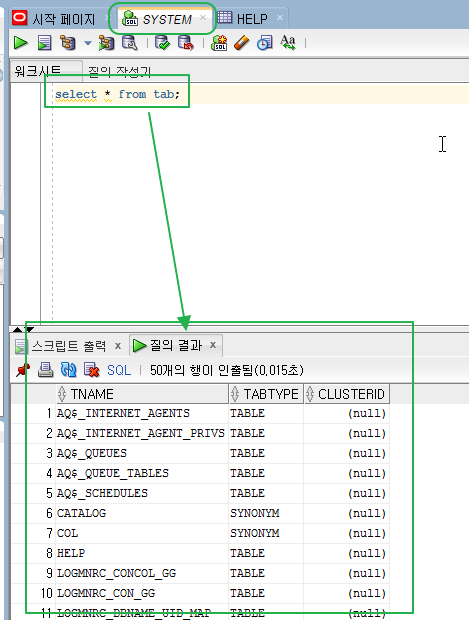 시작 페이지 SYSTEM HELP
워크시트 질의 작성기
select * from tab;
스크립트 출력 x 질의 결과 x
SQL | 50개의 행이 인출됨(0,015초)
TNAME TABTYPE CLUSTERID
1 AQ$_INTERNET_AGENTS TABLE (null)
2 AQ$_INTERNET_AGENT_PRIVS TABLE (null)
3 AQ$_QUEUES TABLE (null)
4 AQ$_QUEUE_TABLES TABLE (null)
5 AQ$_SCHEDULES TABLE (null)
6 CATALOG SYNONYM (null)
7 COL SYNONYM (null)
8 HELP TABLE (null)
9 LOGMNRC_CONCOL_GG TABLE (null)
10 LOGMNRC_CON_GG TABLE (null)
11 LOGMNRC_DBNAME_UID_MAP TABLE (null)